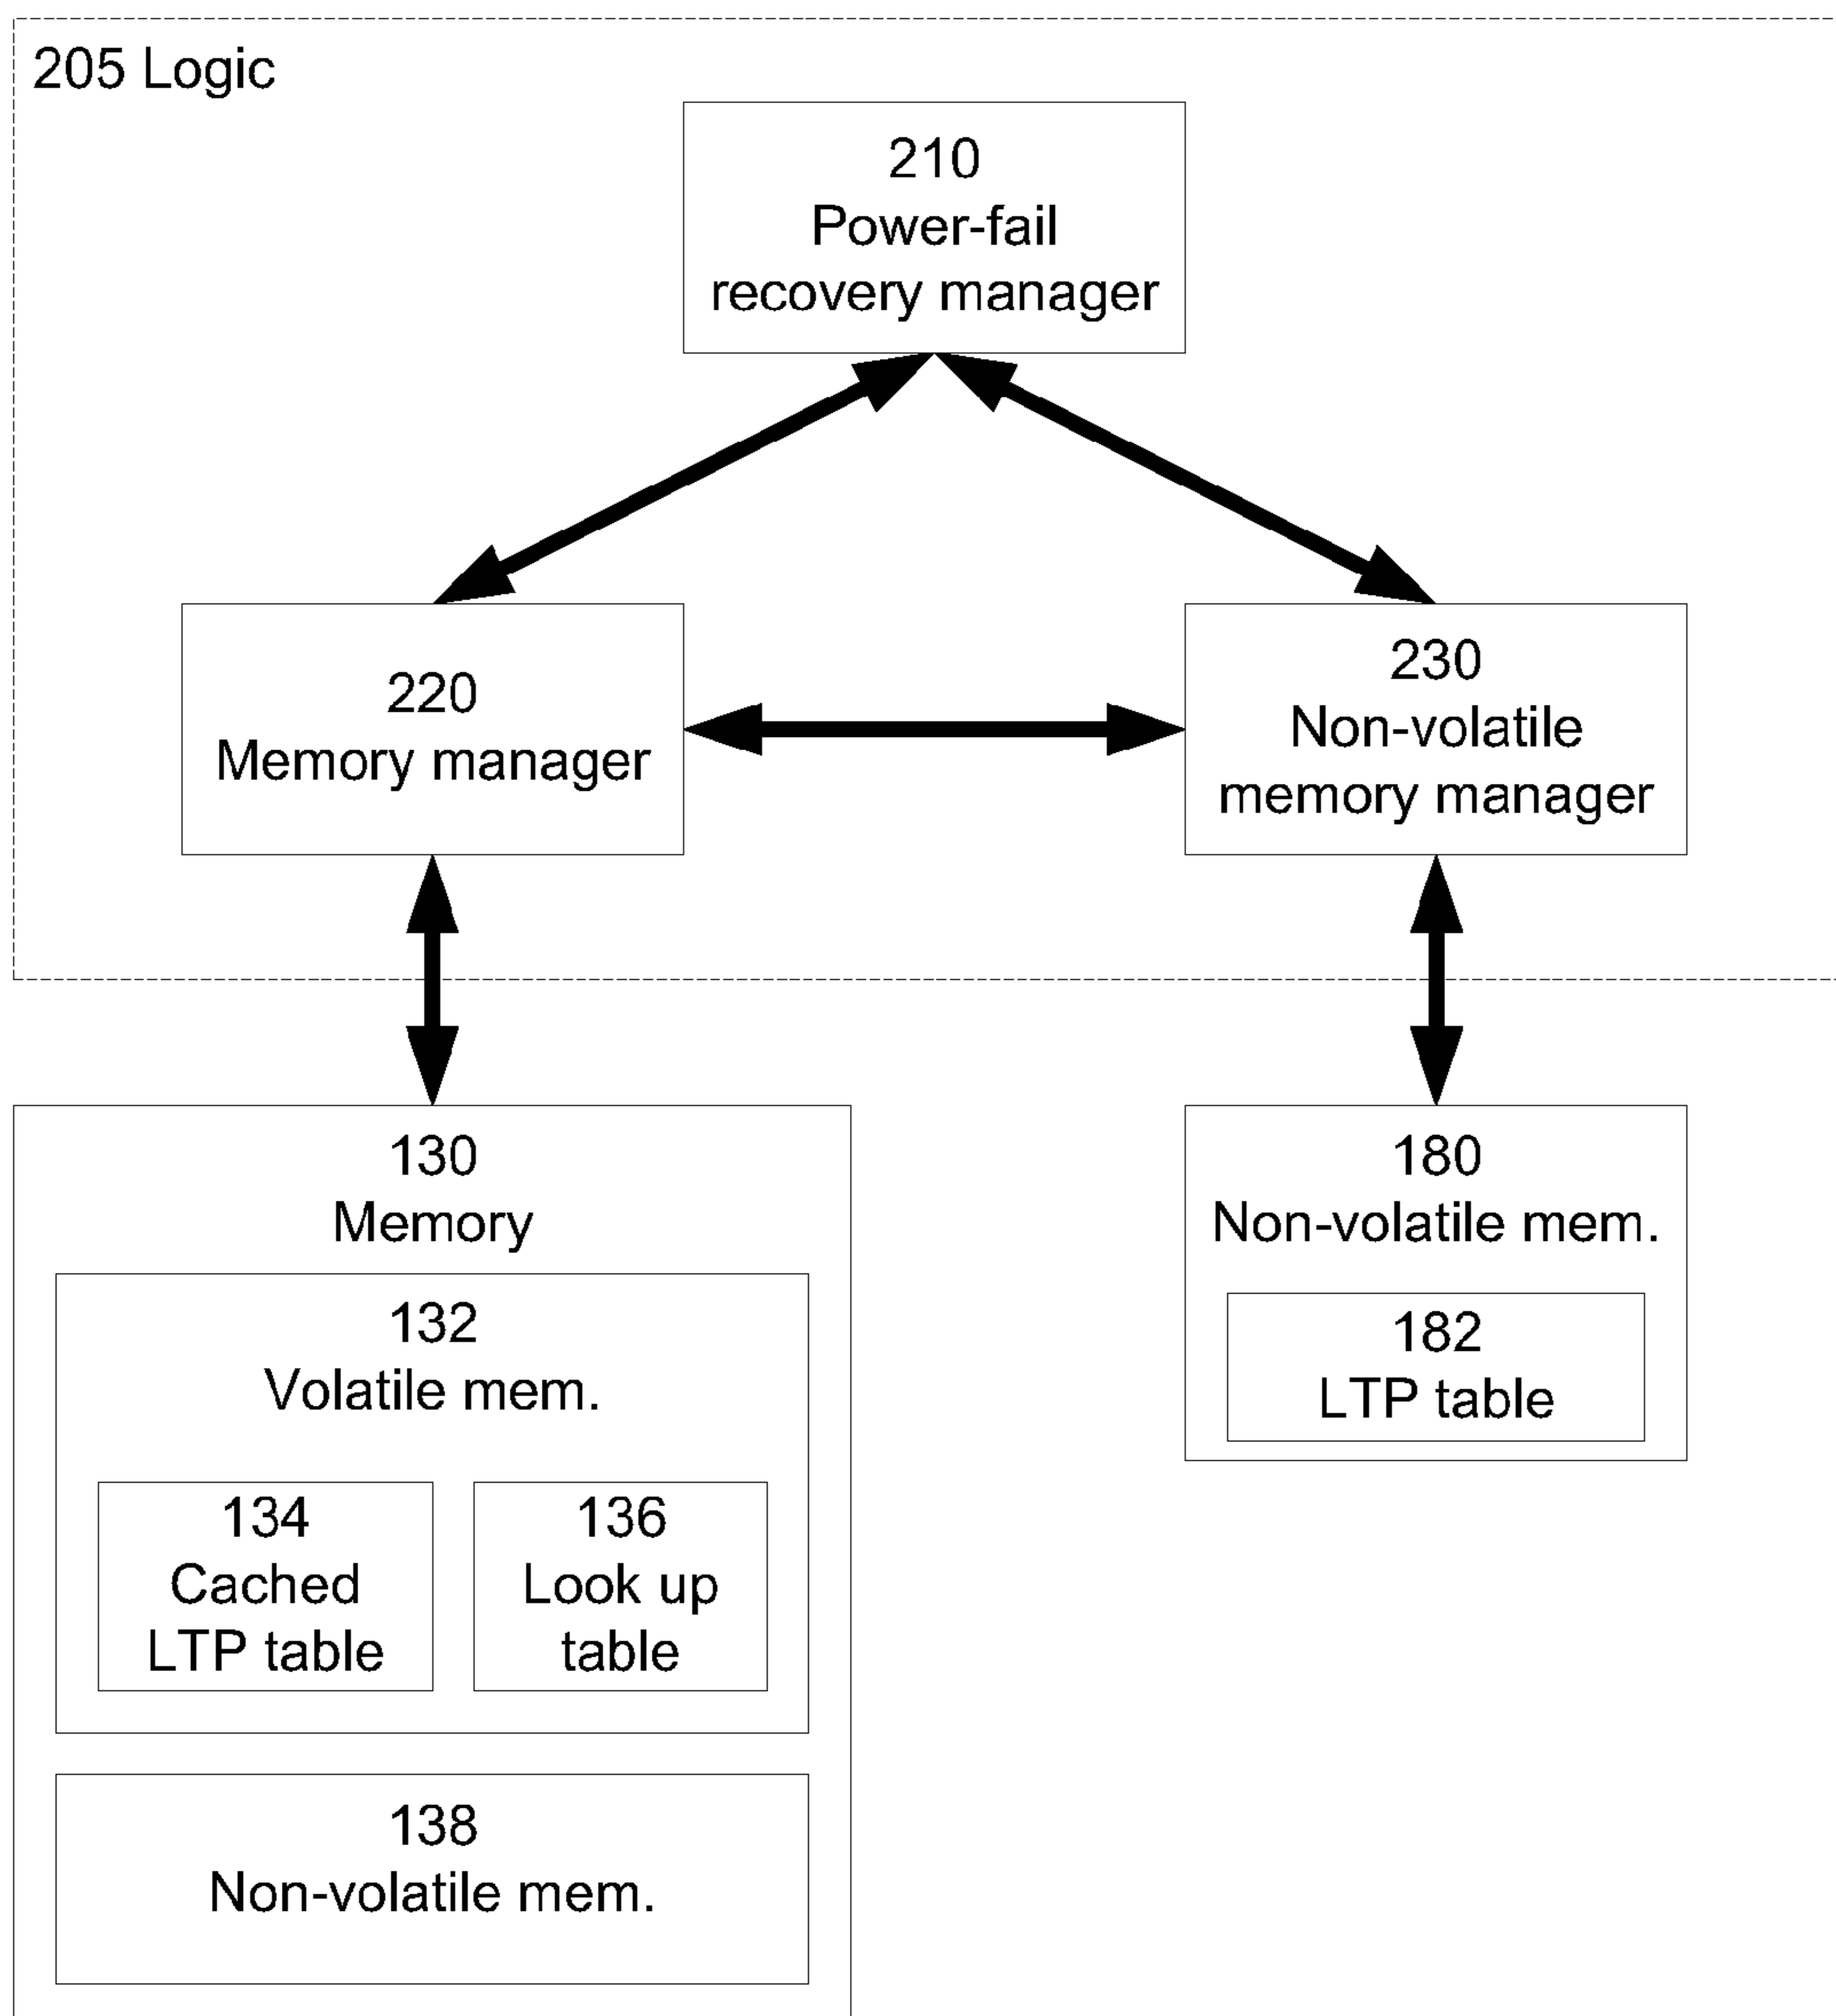 205 Logic
210
Power-fail
recovery manager
220
Memory manager
230
Non-volatile
memory manager
130
Memory
132
Volatile mem.
134
Cached
LTP table
136
Look up
table
138
Non-volatile mem.
180
Non-volatile mem.
182
LTP table